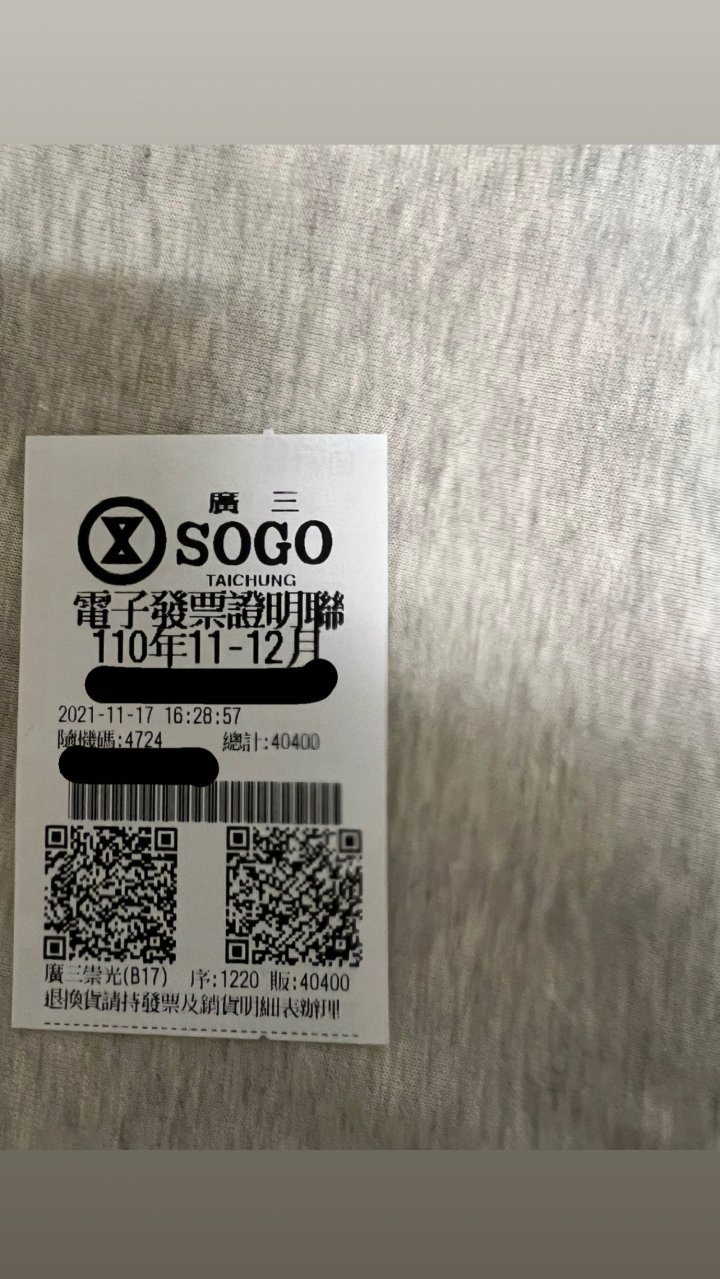 廣三
SOGO
TAICHUNG
電子發票證明聯
110年11-12月
2021-11-17 16:28:57
隨機碼:4724 總計:40400
廣三崇光(B17) 序:1220 販:40400
退換貨請持發票及銷貨明細表辦理